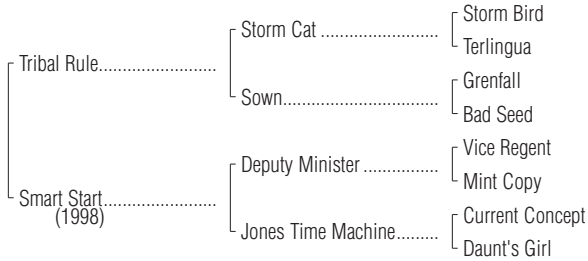 Storm Bird
Storm Cat ..................................
Terlingua
Tribal Rule...........................
Grenfall
Sown...........................................
Bad Seed
Vice Regent
Deputy Minister .....................
Mint Copy
Smart Start.........................
(1998)
Current Concept
Jones Time Machine.........
Daunt's Girl